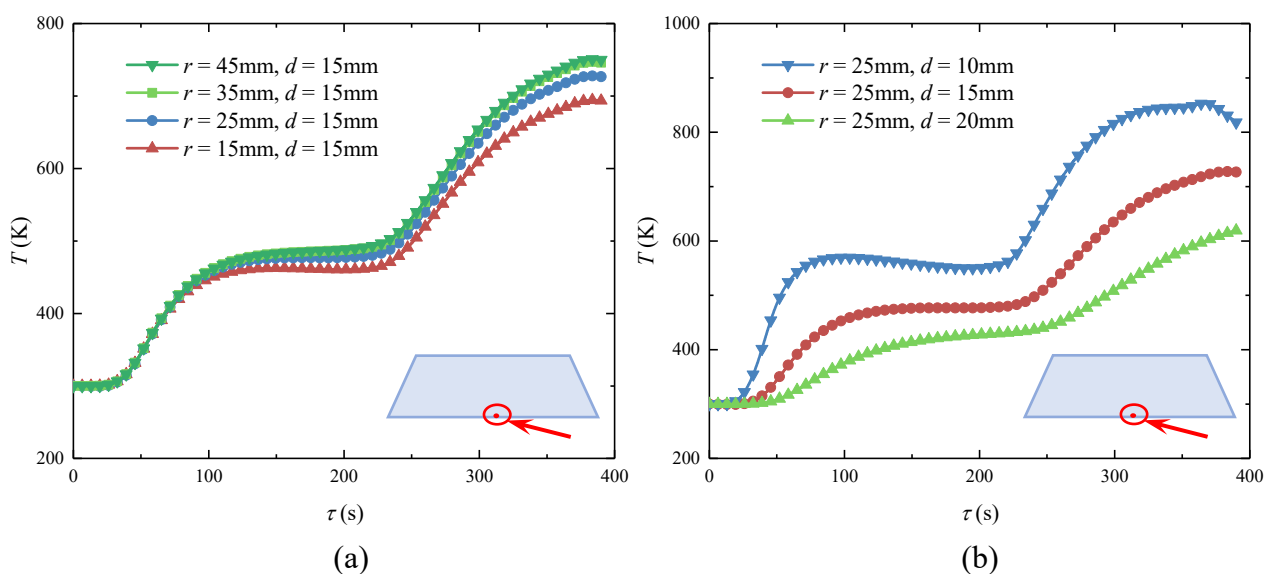 800
600
400
200
T (K)
r = 45mm, d = 15mm
r = 35mm, d = 15mm
r = 25mm, d = 15mm
r = 15mm, d = 15mm
0 100 200 300 400
τ (s)
(a)
1000
800
600
400
200
T (K)
r = 25mm, d = 10mm
r = 25mm, d = 15mm
r = 25mm, d = 20mm
0 100 200 300 400
τ (s)
(b)